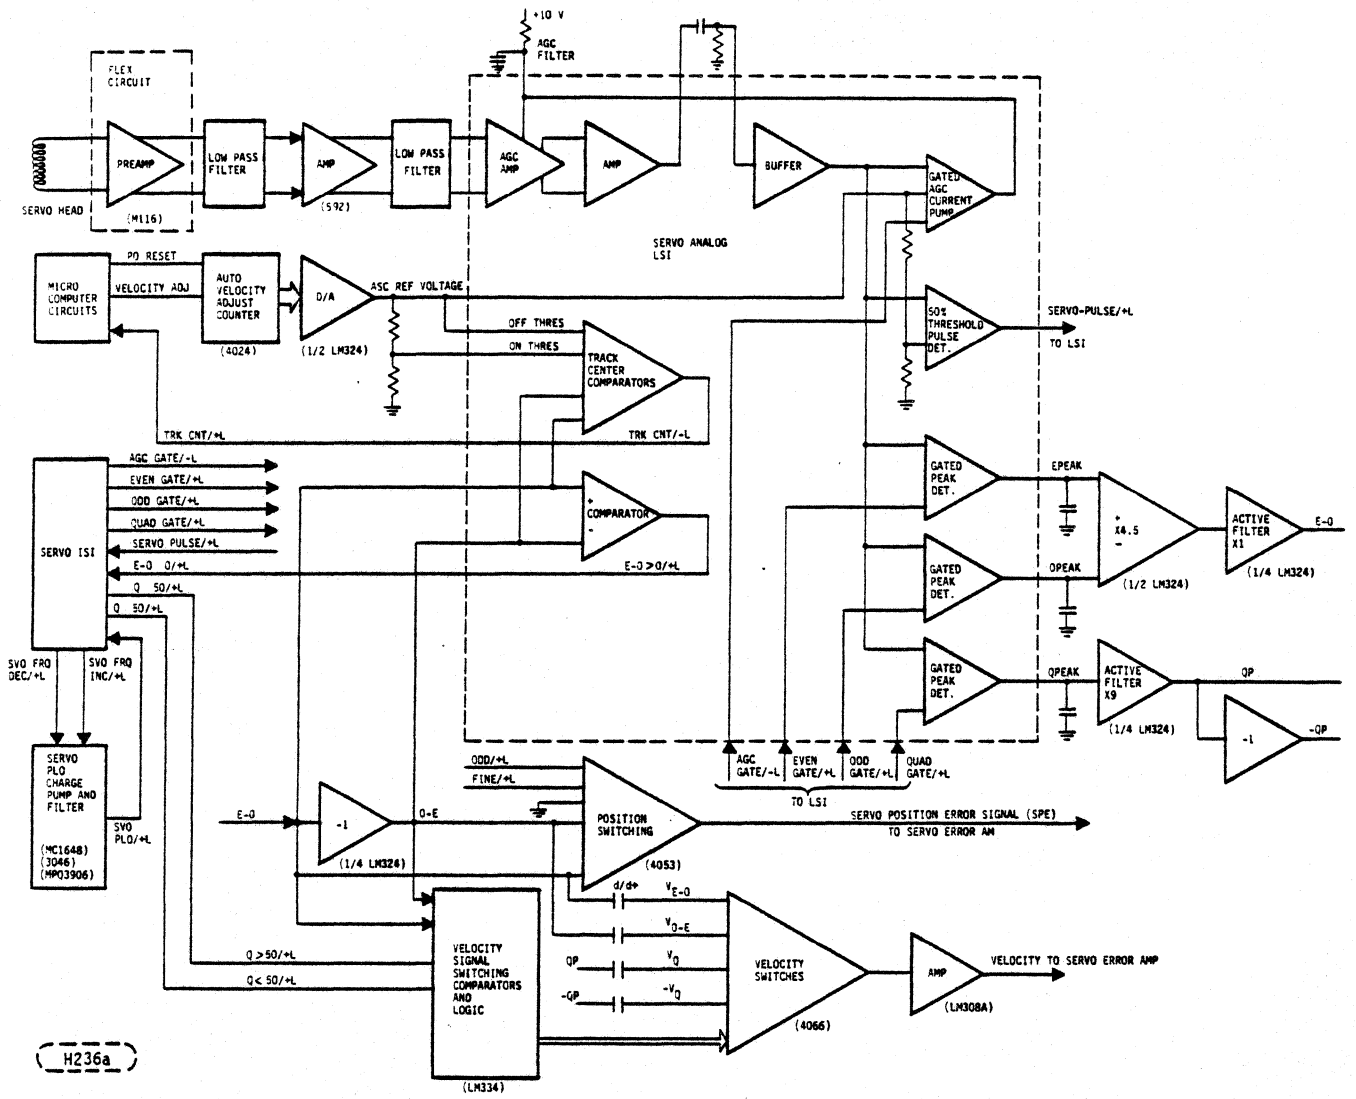 +10 V
AGC
FILTER
FLEX
CIRCUIT
PREAMP
LOW PASS
FILTER
AMP
LOW PASS
FILTER
AGC
AMP
AMP
BUFFER
GATED
AGC
CURRENT
PUMP
SERVO HEAD
(M116)
(592)
SERVO ANALOG
LSI
MICRO
COMPUTER
CIRCUITS
PO RESET
VELOCITY ADJ
AUTO
VELOCITY
ADJUST
COUNTER
(4024)
D/A
(1/2 LM324)
ASC REF VOLTAGE
OFF THRES
ON THRES
TRACK
CENTER
COMPARATORS
50%
THRESHOLD
PULSE
DET.
SERVO-PULSE/+L
TO LSI
TRK CNT/+L
TRK CNT/-L
SERVO ISI
AGC GATE/-L
EVEN GATE/+L
ODD GATE/+L
QUAD GATE/+L
SERVO PULSE/+L
E-O 0/+L
Q 50/+L
Q 50/+L
+
COMPARATOR
-
E-O>0/+L
GATED
PEAK
DET.
EPEAK
+
X4.5
-
(1/2 LM324)
ACTIVE
FILTER
X1
(1/4 LM324)
E-O
GATED
PEAK
DET.
OPEAK
GATED
PEAK
DET.
QPEAK
ACTIVE
FILTER
X9
(1/4 LM324)
QP
-1
-QP
SVO FRQ
DEC/+L
SVO FRQ
INC/+L
SERVO
PLO
CHARGE
PUMP AND
FILTER
(MC1648)
(3046)
(MPQ3906)
SVO
PLO/+L
AGC
GATE/-L
EVEN
GATE/+L
ODD
GATE/+L
QUAD
GATE/+L
TO LSI
ODD/+L
FINE/+L
E-O
-1
(1/4 LM324)
O-E
POSITION
SWITCHING
(4053)
SERVO POSITION ERROR SIGNAL (SPE)
TO SERVO ERROR AM
Q>50/+L
Q<50/+L
VELOCITY
SIGNAL
SWITCHING
COMPARATORS
AND
LOGIC
(LM334)
d/d+
VE-O
VO-E
QP
VQ
-QP
-VQ
VELOCITY
SWITCHES
(4066)
AMP
(LM308A)
VELOCITY TO SERVO ERROR AMP
H236a